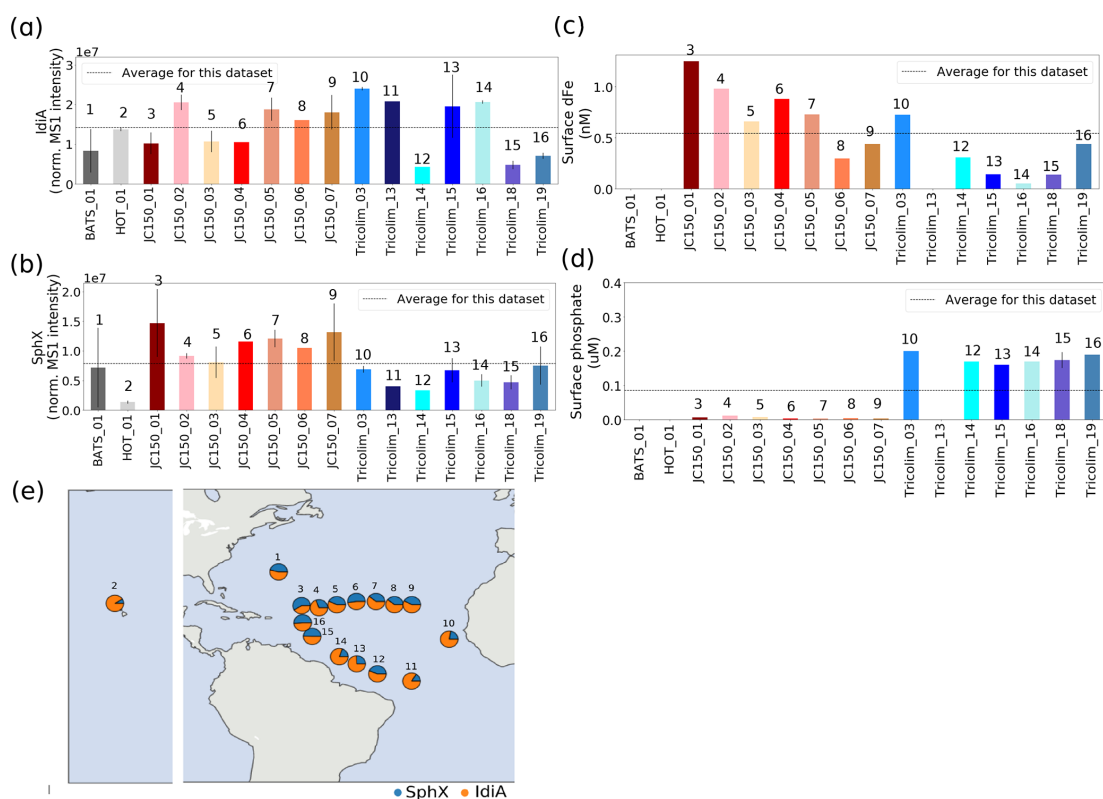 (a)
1e7
IdiA
(norm. MS1 intensity)
3
2
1
0
Average for this dataset
1
2
3
4
5
6
7
8
9
10
11
12
13
14
15
16
BATS_01
HOT_01
JC150_01
JC150_02
JC150_03
JC150_04
JC150_05
JC150_06
JC150_07
Tricolim_03
Tricolim_13
Tricolim_14
Tricolim_15
Tricolim_16
Tricolim_18
Tricolim_19
(b)
1e7
SphX
(norm. MS1 intensity)
2.0
1.5
1.0
0.5
0.0
Average for this dataset
1
2
3
4
5
6
7
8
9
10
11
12
13
14
15
16
BATS_01
HOT_01
JC150_01
JC150_02
JC150_03
JC150_04
JC150_05
JC150_06
JC150_07
Tricolim_03
Tricolim_13
Tricolim_14
Tricolim_15
Tricolim_16
Tricolim_18
Tricolim_19
(c)
Surface dFe
(nM)
1.0
0.5
0.0
Average for this dataset
3
4
5
6
7
8
9
10
12
13
14
15
16
BATS_01
HOT_01
JC150_01
JC150_02
JC150_03
JC150_04
JC150_05
JC150_06
JC150_07
Tricolim_03
Tricolim_13
Tricolim_14
Tricolim_15
Tricolim_16
Tricolim_18
Tricolim_19
(d)
Surface phosphate
(uM)
0.4
0.3
0.2
0.1
0.0
Average for this dataset
3
4
5
6
7
8
9
10
12
13
14
15
16
BATS_01
HOT_01
JC150_01
JC150_02
JC150_03
JC150_04
JC150_05
JC150_06
JC150_07
Tricolim_03
Tricolim_13
Tricolim_14
Tricolim_15
Tricolim_16
Tricolim_18
Tricolim_19
(e)
1
2
3
4
5
6
7
8
9
16
15
10
14
13
12
11
SphX
IdiA